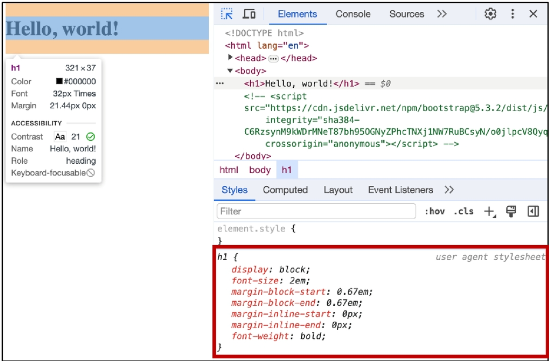 Hello, world!
h1 321 × 37
Color #000000
Font 32px Times
Margin 21.44px 0px
ACCESSIBILITY
Contrast Aa 21
Name Hello, world!
Role heading
Keyboard-focusable
Elements Console Sources
<!DOCTYPE html>
<html lang="en">
<head> ⋯ </head>
<body>
⋯ <h1>Hello, world!</h1> == $0
<!-- <script
src="https://cdn.jsdelivr.net/npm/bootstrap@5.3.2/dist/js/
integrity="sha384-
crossorigin="anonymous"></script> -->
</body>
html body h1
Styles Computed Layout Event Listeners
Filter :hov .cls
element.style {
}
h1 { user agent stylesheet
display: block;
font-size: 2em;
margin-block-start: 0.67em;
margin-block-end: 0.67em;
margin-inline-start: 0px;
margin-inline-end: 0px;
font-weight: bold;
}